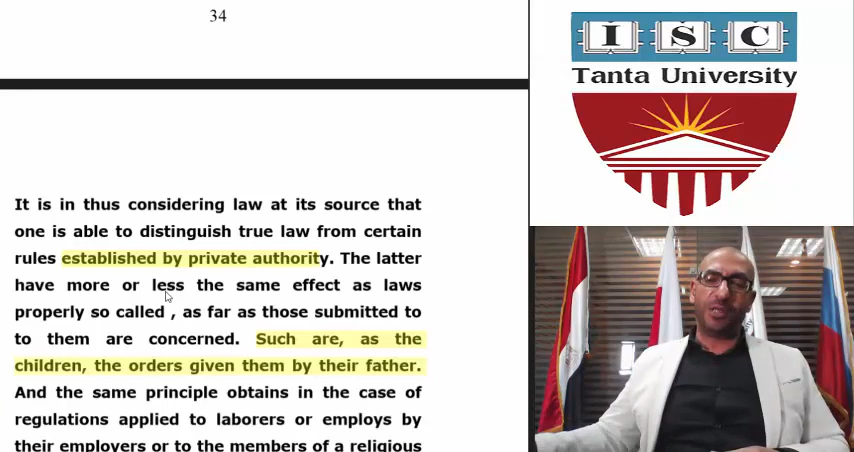 34
It is in thus considering law at its source that
one is able to distinguish true law from certain
rules established by private authority. The latter
have more or less the same effect as laws
properly so called , as far as those submitted to
to them are concerned. Such are, as the
children, the orders given them by their father.
And the same principle obtains in the case of
regulations applied to laborers or employs by
their employers or to the members of a religious
I S C
Tanta University